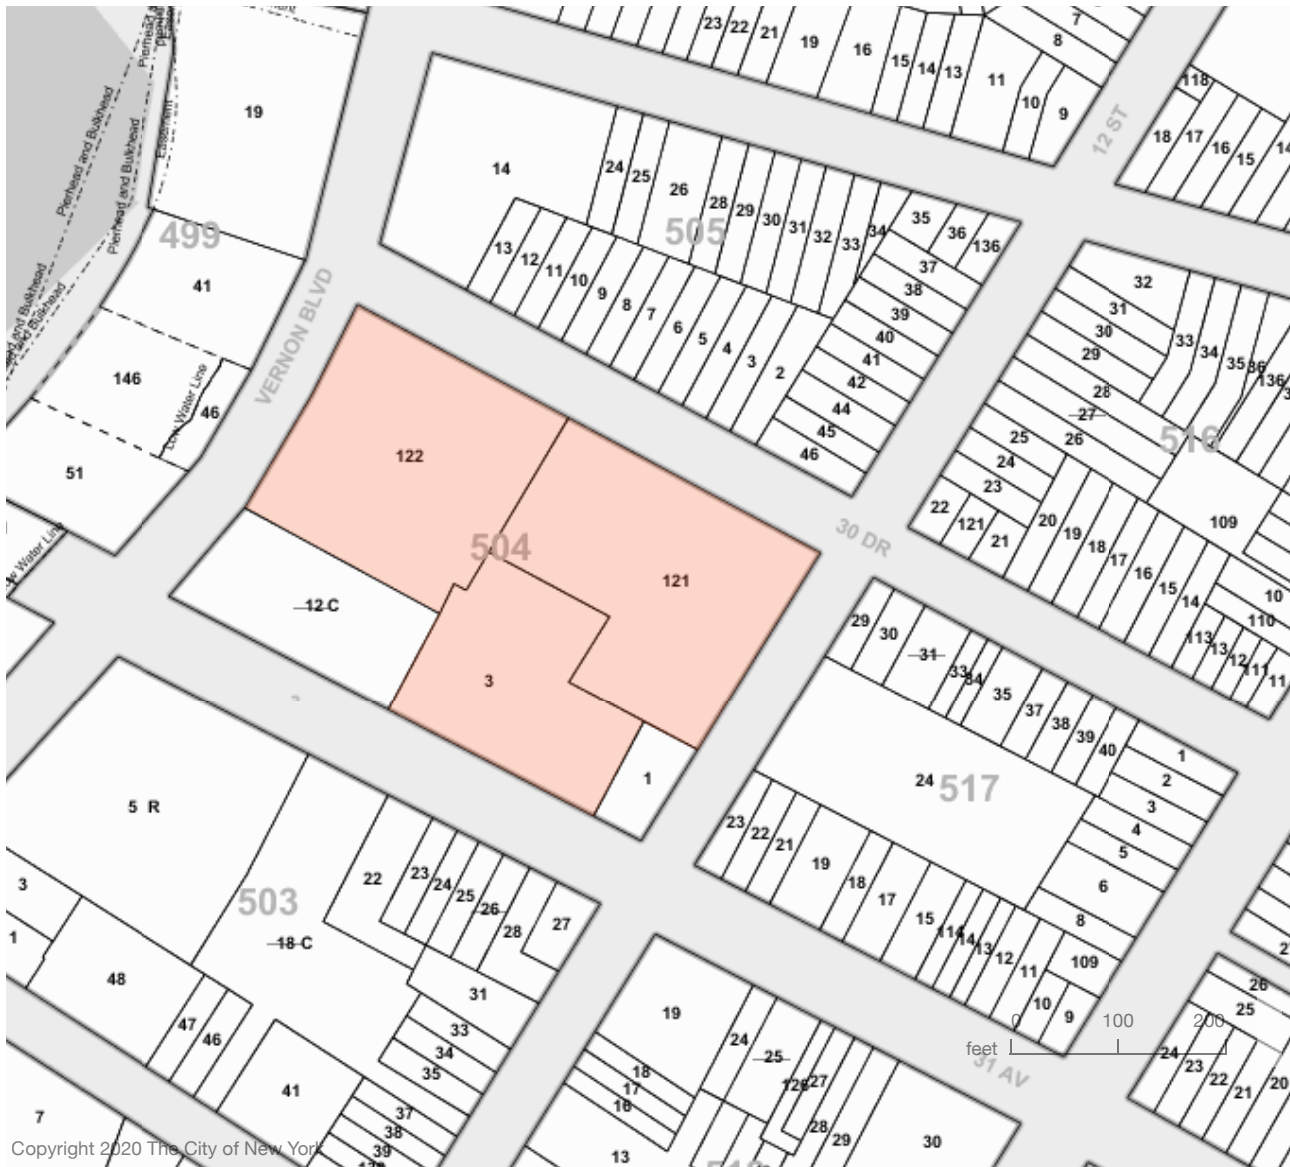 23 22 21 19 16 15 14 13 11 10 9
7
8
118
18 17 16 15 14
12 ST
19
Pierhead and Bulkhead
Pierhead and Bulkhead
Easement
499
41
146
46
Low Water Line
51
VERNON BLVD
14
24 25 26 28 29 30 31 32 33 34 35 36 136
505
13 12 11 10 9 8 7 6 5 4 3 2
37
38
39
40
41
42
44
45
46
32
31
30
29
28
27
26
25
24
23
22 121 21
33 34 35 36 136
516
109
20 19 18 17 16 15 14
10
110
113 13 12 111 11
122
504
121
12 C
3
1
30 DR
29 30 31 33 34 35 37 38 39 40
1
2
3
4
5
6
8
109
24
517
23 22 21 19 18 17 15 114 14 13 12 11 10 9
5 R
3
1
503
18 C
22 23 24 25 26 28 27
48
47 46
31
33
34
35
37
38
39
41
7
19
18
17
16
13
24 25 126 27
28 29 30
31 AV
26
25
24 23 22 21 20
0 100 200
feet
Copyright 2020 The City of New York